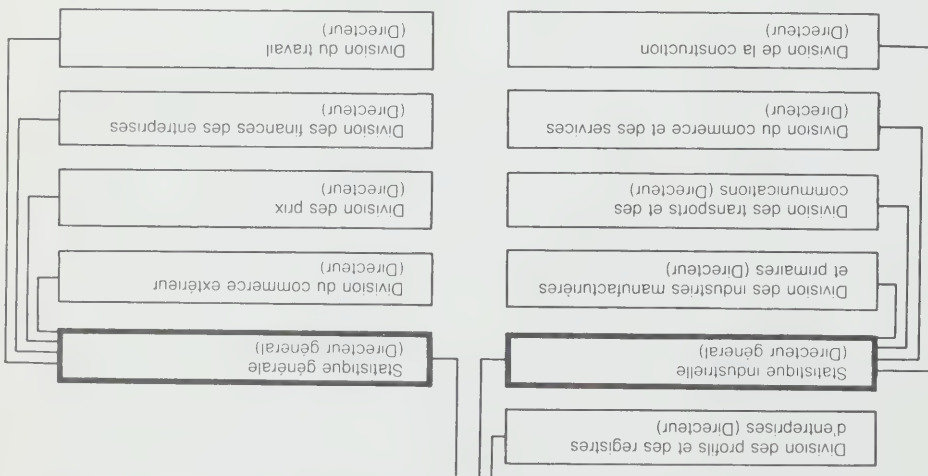 Division des profils et des registres
d'entreprises (Directeur)
Statistique industrielle
(Directeur général)
Division des industries manufacturières
et primaires (Directeur)
Division des transports et des
communications (Directeur)
Division du commerce et des services
(Directeur)
Division de la construction
(Directeur)
Statistique générale
(Directeur général)
Division du commerce extérieur
(Directeur)
Division des prix
(Directeur)
Division des finances des entreprises
(Directeur)
Division du travail
(Directeur)